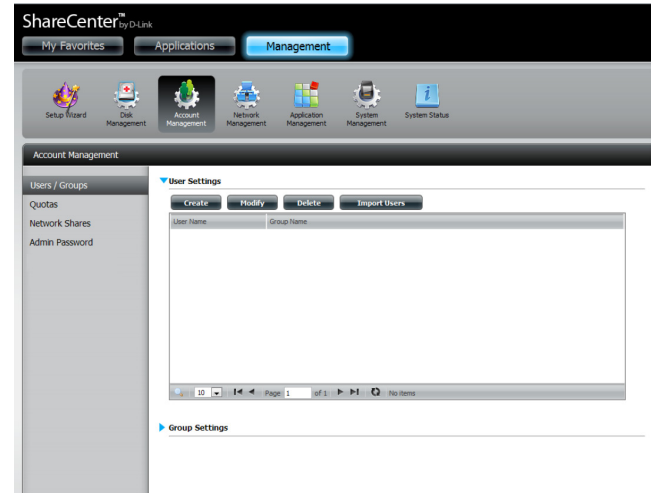 ShareCenter™ by D-Link
My Favorites Applications Management
Setup Wizard Disk Management Account Management Network Management Application Management System Management System Status
Account Management
Users / Groups
Quotas
Network Shares
Admin Password
User Settings
Create Modify Delete Import Users
User Name Group Name
10 Page 1 of 1 No items
Group Settings